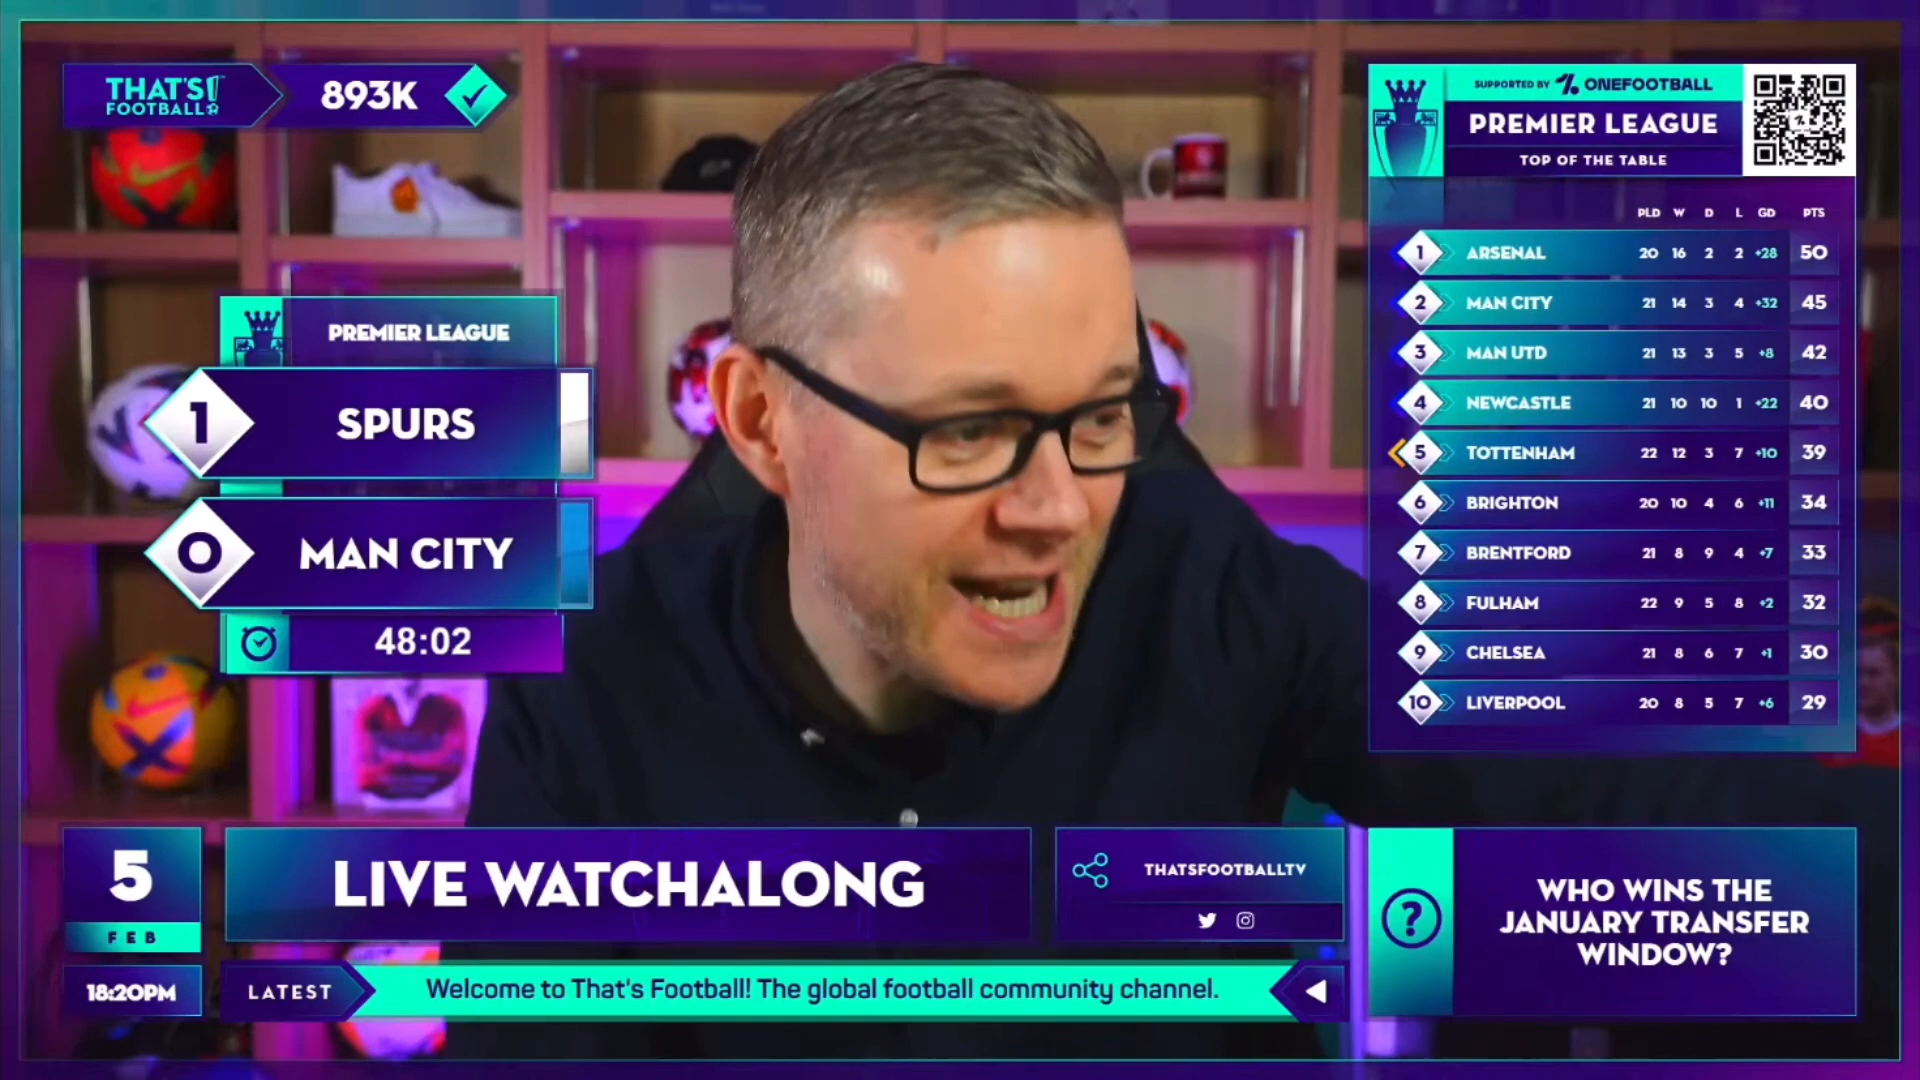 THAT'S
FOOTBALL
893K
PREMIER LEAGUE
1 SPURS
0 MAN CITY
48:02
SUPPORTED BY ONEFOOTBALL
PREMIER LEAGUE
TOP OF THE TABLE
PLD W D L GD PTS
1 ARSENAL 20 16 2 2 +28 50
2 MAN CITY 21 14 3 4 +32 45
3 MAN UTD 21 13 3 5 +8 42
4 NEWCASTLE 21 10 10 1 +22 40
5 TOTTENHAM 22 12 3 7 +10 39
6 BRIGHTON 20 10 4 6 +11 34
7 BRENTFORD 21 8 9 4 +7 33
8 FULHAM 22 9 5 8 +2 32
9 CHELSEA 21 8 6 7 +1 30
10 LIVERPOOL 20 8 5 7 +6 29
5
FEB
18:20PM
LIVE WATCHALONG
THATSFOOTBALLTV
LATEST
Welcome to That's Football! The global football community channel.
?
WHO WINS THE
JANUARY TRANSFER
WINDOW?